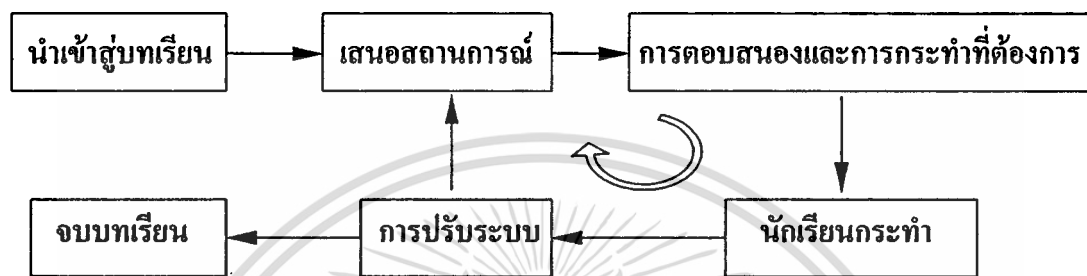 นำเข้าสู่บทเรียน
เสนอสถานการณ์
การตอบสนองและการกระทำที่ต้องการ
จบบทเรียน
การปรับระบบ
นักเรียนกระทำ